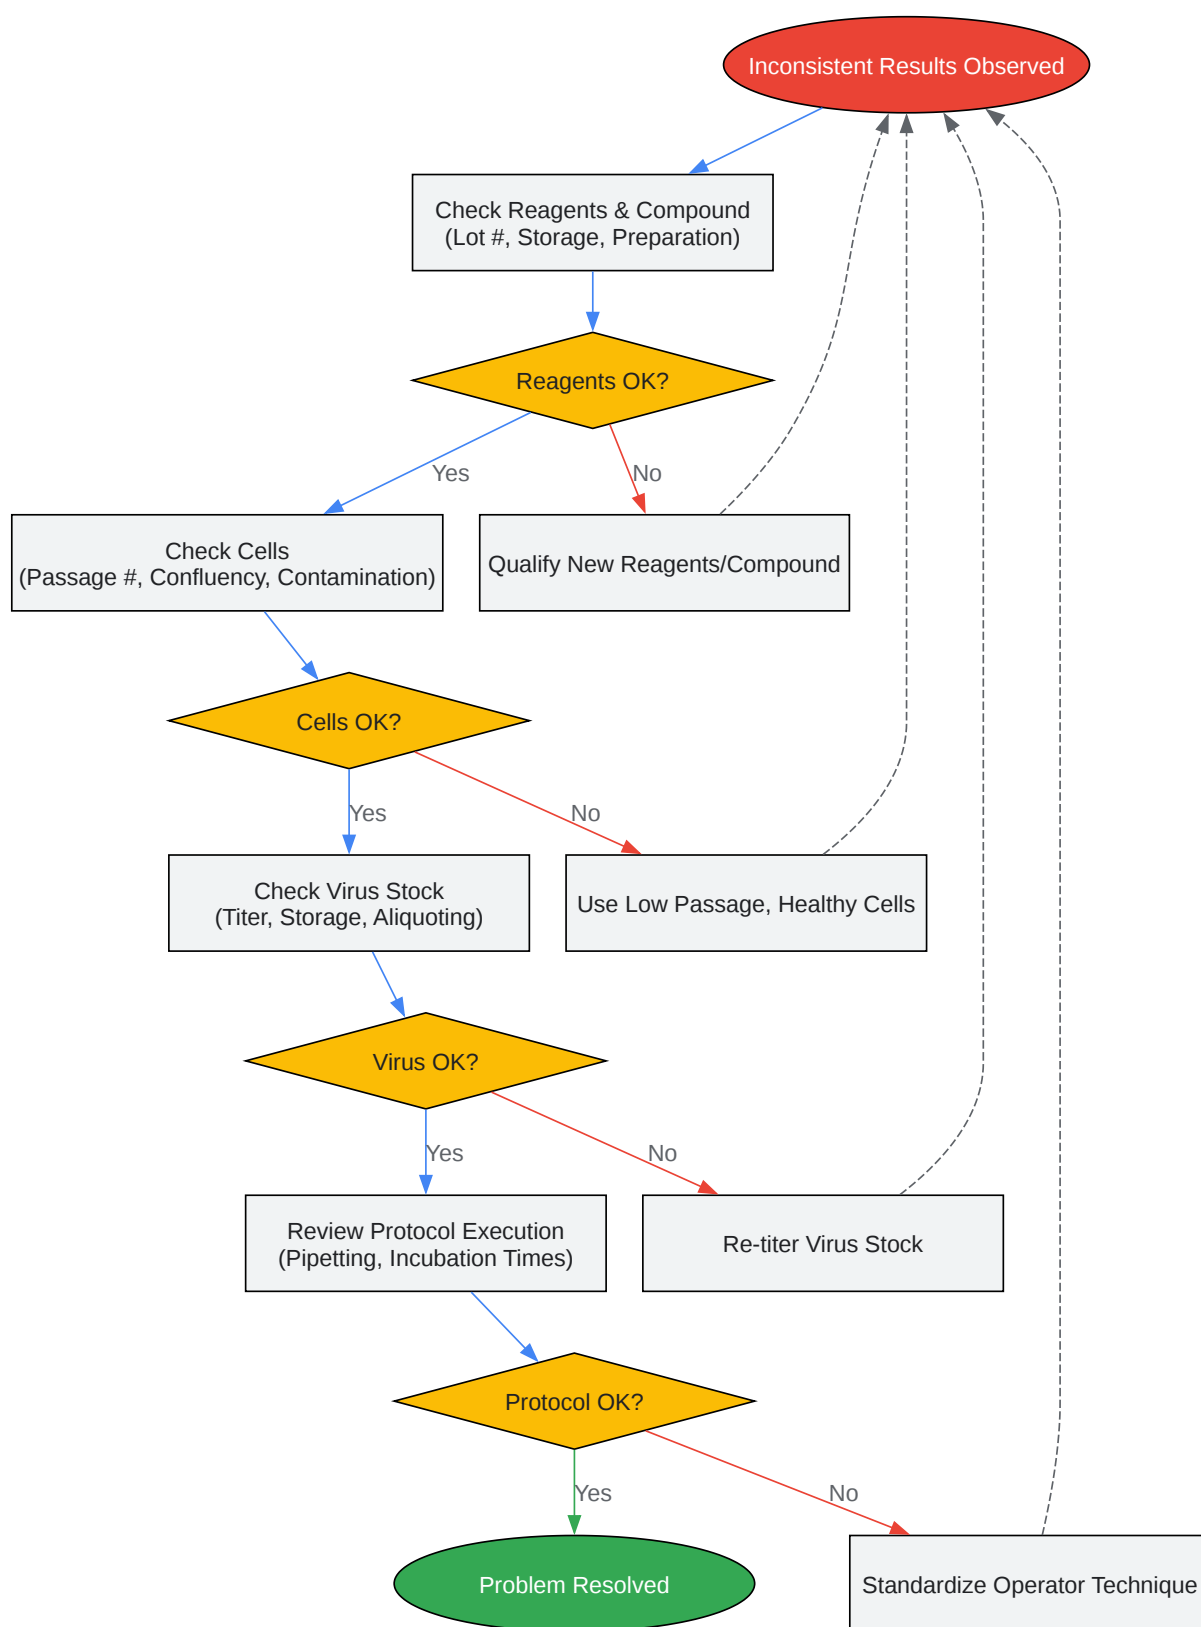 Inconsistent Results Observed
Check Reagents & Compound
(Lot #, Storage, Preparation)
Reagents OK?
Yes
No
Check Cells
(Passage #, Confluency, Contamination)
Qualify New Reagents/Compound
Cells OK?
Yes
No
Check Virus Stock
(Titer, Storage, Aliquoting)
Use Low Passage, Healthy Cells
Virus OK?
Yes
No
Review Protocol Execution
(Pipetting, Incubation Times)
Re-titer Virus Stock
Protocol OK?
Yes
No
Problem Resolved
Standardize Operator Technique